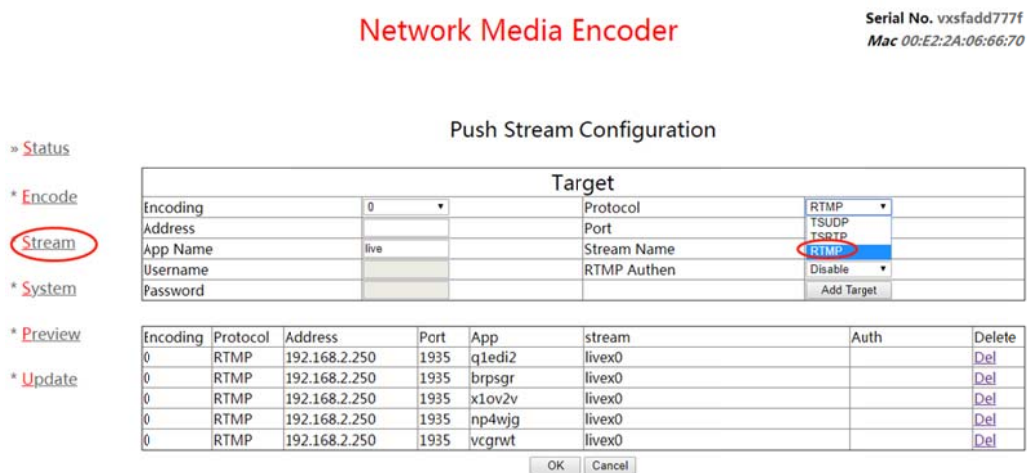 Network Media Encoder
Serial No. vxsfadd777f
Mac 00:E2:2A:06:66:70
Push Stream Configuration
» Status
* Encode
Stream
* System
* Preview
* Update
Target
Encoding 0 Protocol RTMP
Address Port TSUDP
TSRTP
App Name live Stream Name RTMP
Username RTMP Authen Disable
Password Add Target
Encoding Protocol Address Port App stream Auth Delete
0 RTMP 192.168.2.250 1935 q1edi2 livex0 Del
0 RTMP 192.168.2.250 1935 brpsgr livex0 Del
0 RTMP 192.168.2.250 1935 x1ov2v livex0 Del
0 RTMP 192.168.2.250 1935 np4wjg livex0 Del
0 RTMP 192.168.2.250 1935 vcgrwt livex0 Del
OK Cancel